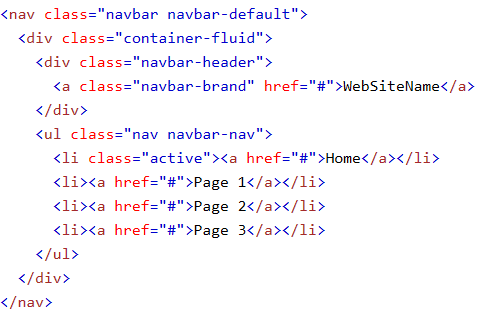 <nav class="navbar navbar-default">
  <div class="container-fluid">
    <div class="navbar-header">
      <a class="navbar-brand" href="#">WebSiteName</a>
    </div>
    <ul class="nav navbar-nav">
      <li class="active"><a href="#">Home</a></li>
      <li><a href="#">Page 1</a></li>
      <li><a href="#">Page 2</a></li>
      <li><a href="#">Page 3</a></li>
    </ul>
  </div>
</nav>